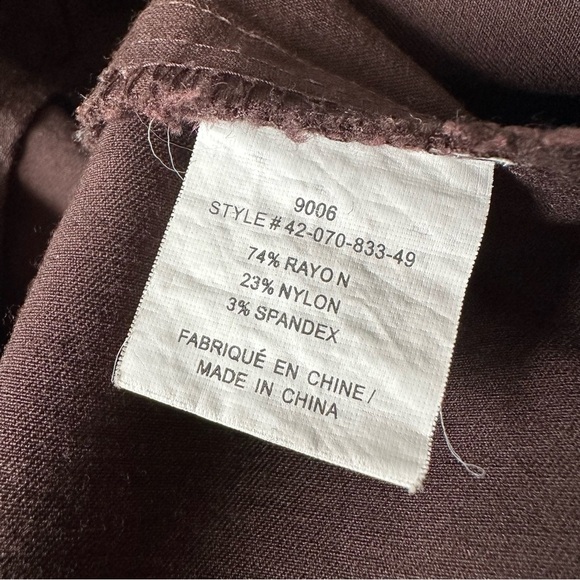 9006
STYLE # 42-070-833-49
74% RAYON
23% NYLON
3% SPANDEX
FABRIQUÉ EN CHINE /
MADE IN CHINA